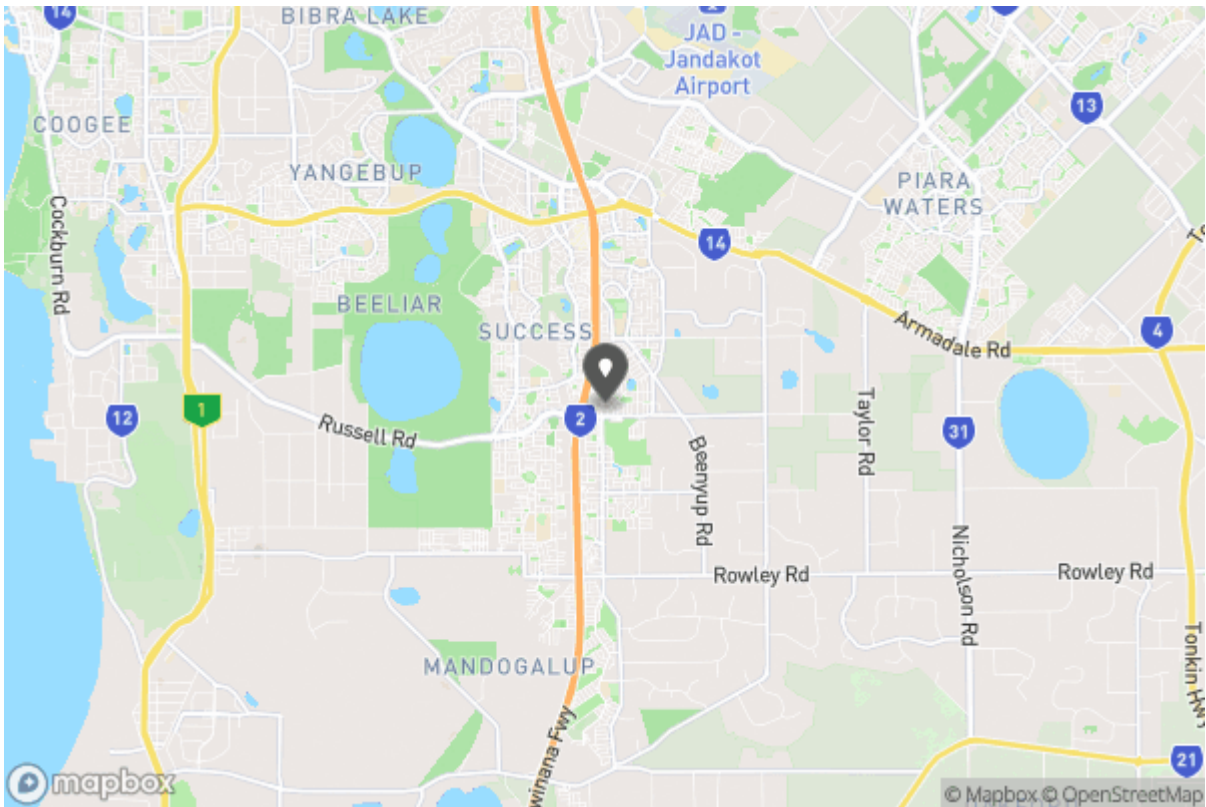 14
BIBRA LAKE
JAD -
Jandakot
Airport
13
COOGEE
YANGEBUP
PIARA
WATERS
Cockburn Rd
14
BEELIAR
SUCCESS
Armadale Rd
4
12
1
2
Russell Rd
Taylor Rd
31
Beenyup Rd
Nicholson Rd
Rowley Rd
Rowley Rd
MANDOGALUP
Tonkin Hwy
winana Fwy
21
mapbox
© Mapbox © OpenStreetMap